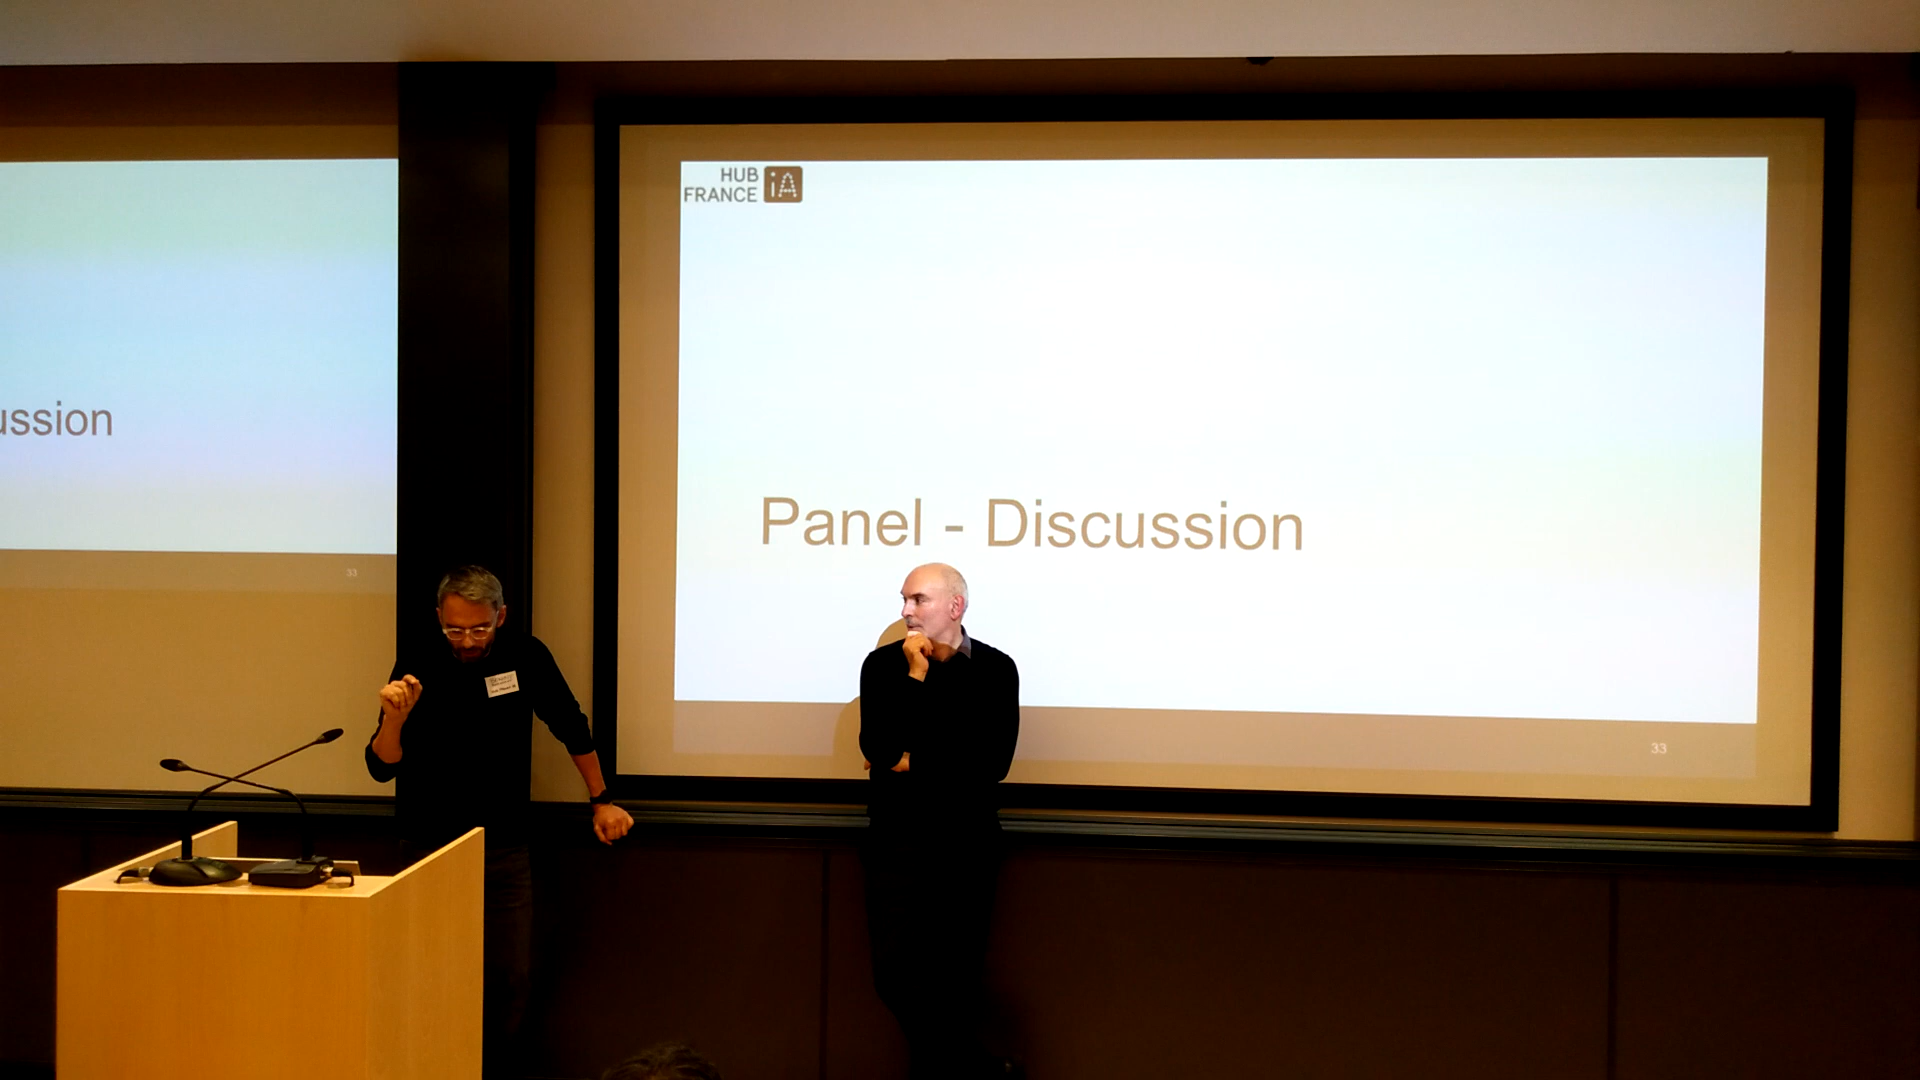 HUB
FRANCE iA
ussion
33
Panel - Discussion
33